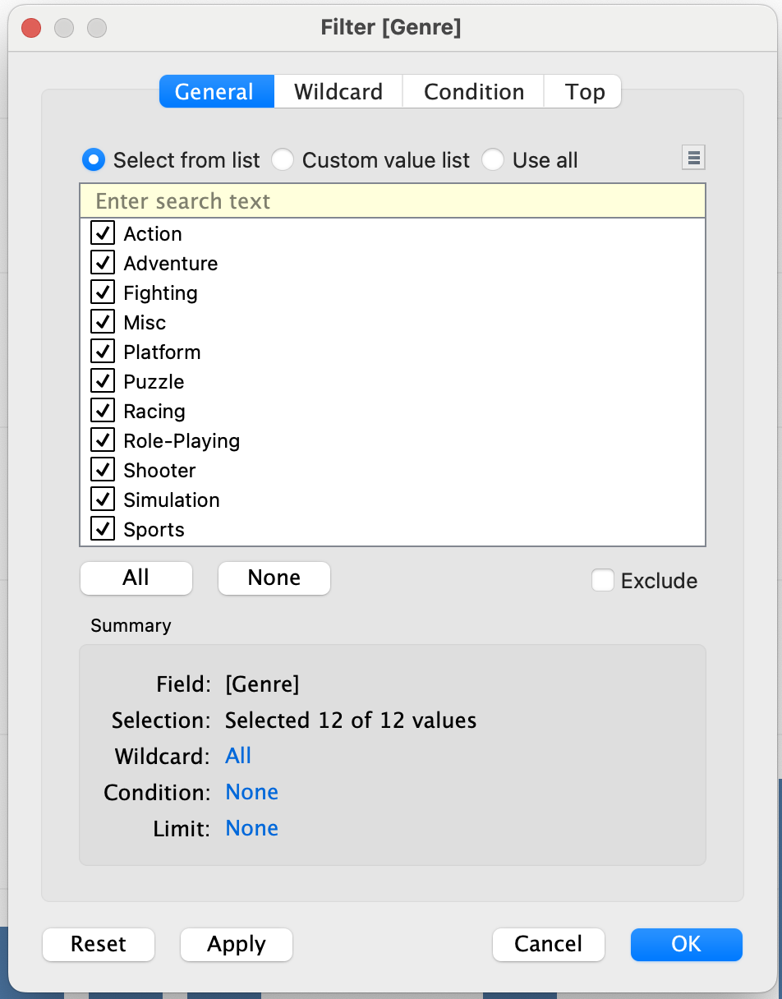 Filter [Genre]
General Wildcard Condition Top
Select from list Custom value list Use all
Enter search text
Action
Adventure
Fighting
Misc
Platform
Puzzle
Racing
Role-Playing
Shooter
Simulation
Sports
All None Exclude
Summary
Field: [Genre]
Selection: Selected 12 of 12 values
Wildcard: All
Condition: None
Limit: None
Reset Apply Cancel OK